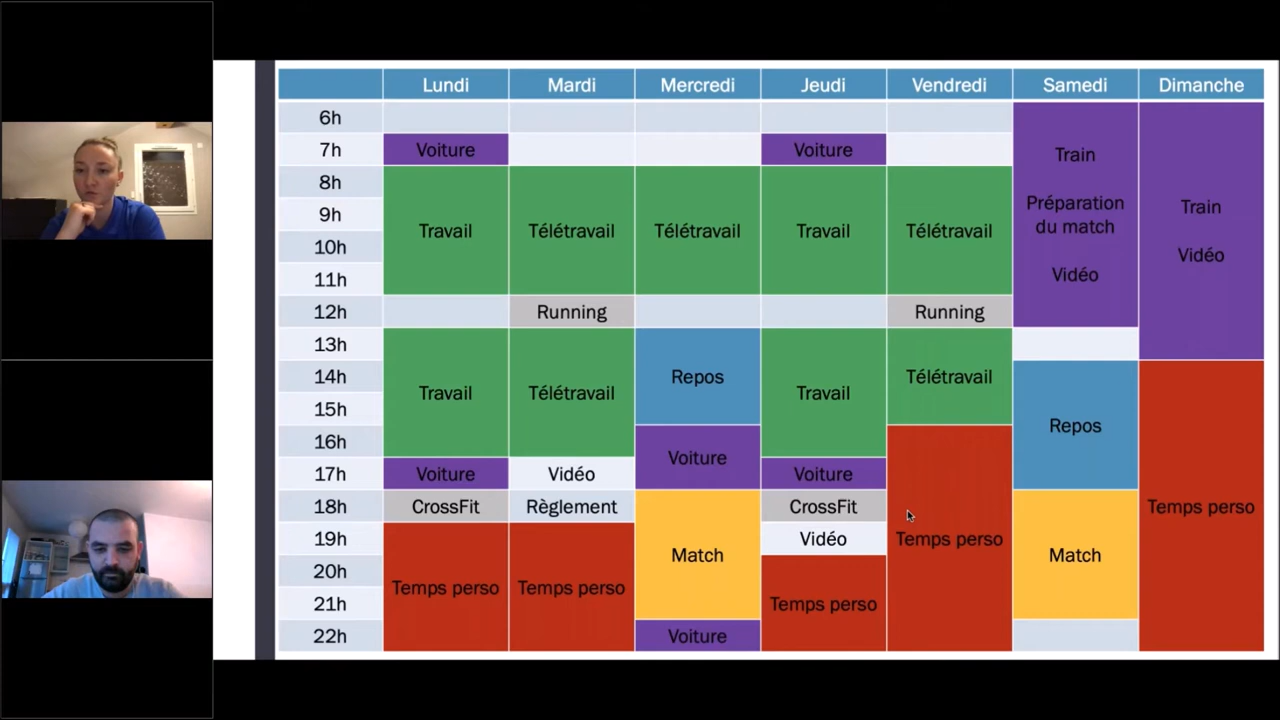 Lundi Mardi Mercredi Jeudi Vendredi Samedi Dimanche
6h
7h Voiture Voiture
Train
8h
9h Travail Télétravail Télétravail Travail Télétravail
Préparation
du match
Train
10h
Vidéo
Vidéo
11h
12h Running Running
13h
14h Repos Télétravail
Travail Télétravail Travail
15h
Repos
16h
Voiture
17h Voiture Vidéo Voiture
18h CrossFit Règlement CrossFit Temps perso
19h Vidéo Temps perso
Match Match
20h
Temps perso Temps perso
21h Temps perso
22h Voiture